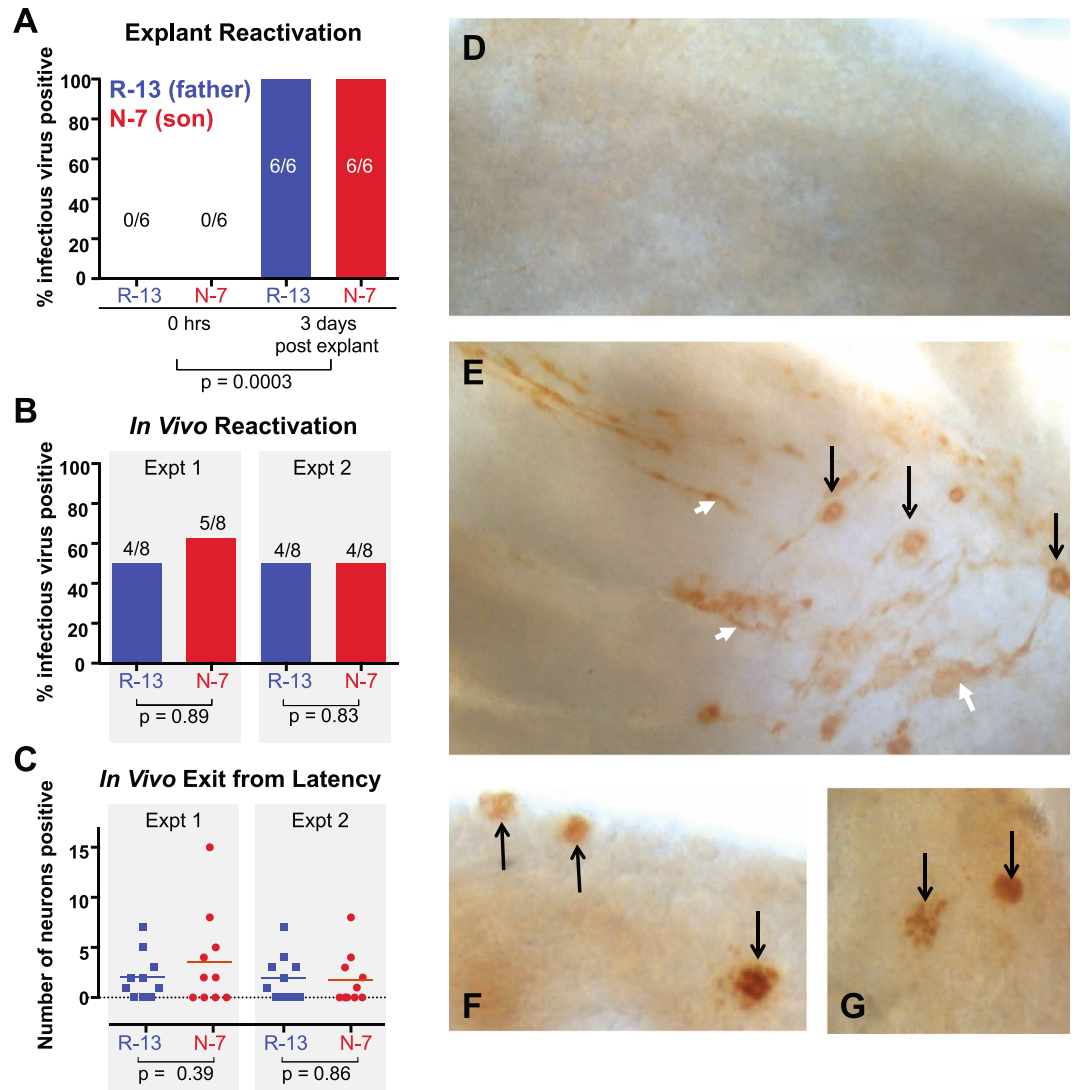 A
Explant Reactivation
% infectious virus positive
100
80
60
40
20
0
R-13 (father)
N-7 (son)
0/6
0/6
6/6
6/6
R-13
N-7
R-13
N-7
0 hrs
3 days
post explant
p = 0.0003
B
In Vivo Reactivation
% infectious virus positive
100
80
60
40
20
0
Expt 1
Expt 2
4/8
5/8
4/8
4/8
R-13
N-7
R-13
N-7
p = 0.89
p = 0.83
C
In Vivo Exit from Latency
Number of neurons positive
15
10
5
0
Expt 1
Expt 2
R-13
N-7
R-13
N-7
p = 0.39
p = 0.86
D
E
F
G